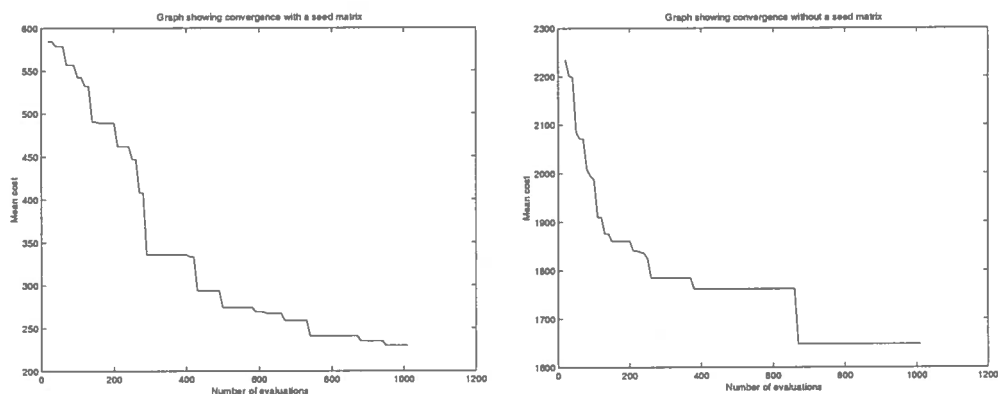 Graph showing convergence with a seed matrix
600
550
500
450
400
350
300
250
200
Mean cost
0 200 400 600 800 1000 1200
Number of evaluations
Graph showing convergence without a seed matrix
2300
2200
2100
2000
1900
1800
1700
1600
Mean cost
0 200 400 600 800 1000 1200
Number of evaluations